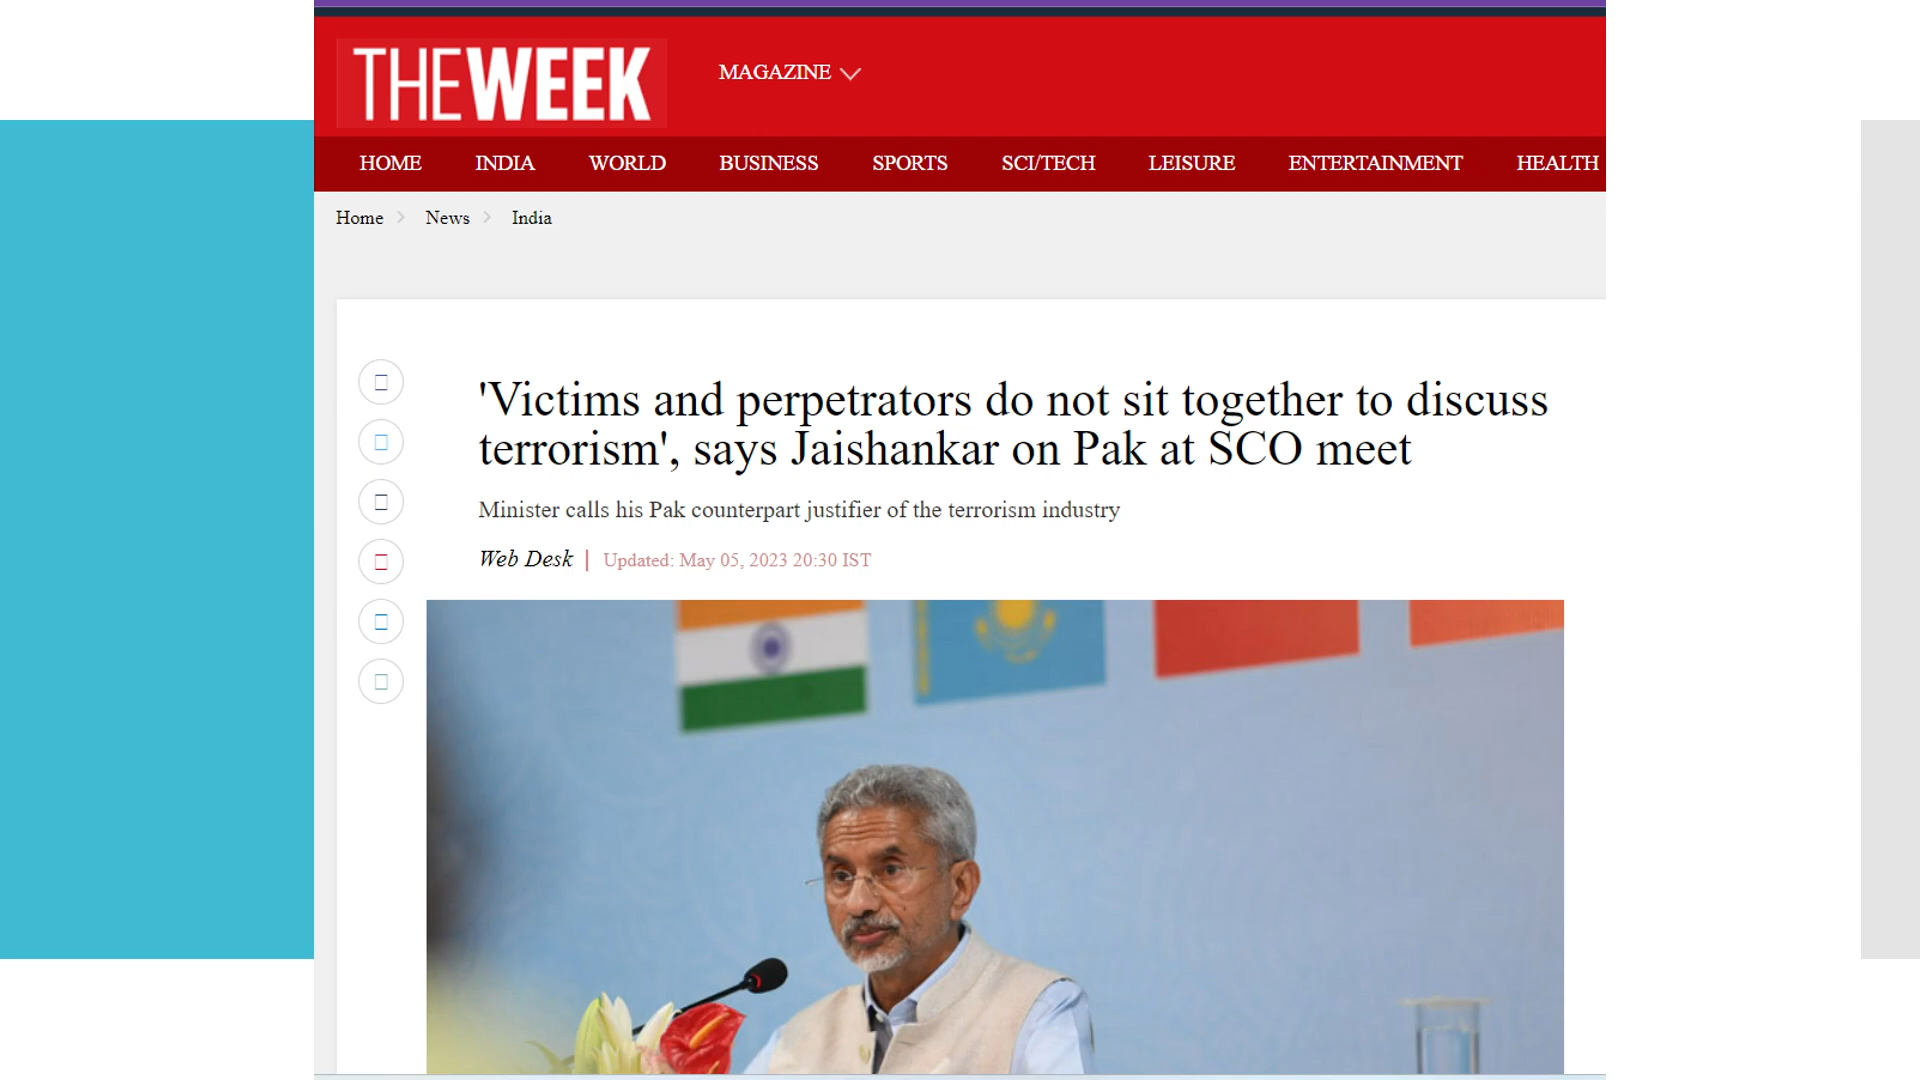 THEWEEK
MAGAZINE
HOME INDIA WORLD BUSINESS SPORTS SCI/TECH LEISURE ENTERTAINMENT HEALTH
Home News India
'Victims and perpetrators do not sit together to discuss
terrorism', says Jaishankar on Pak at SCO meet
Minister calls his Pak counterpart justifier of the terrorism industry
Web Desk | Updated: May 05, 2023 20:30 IST